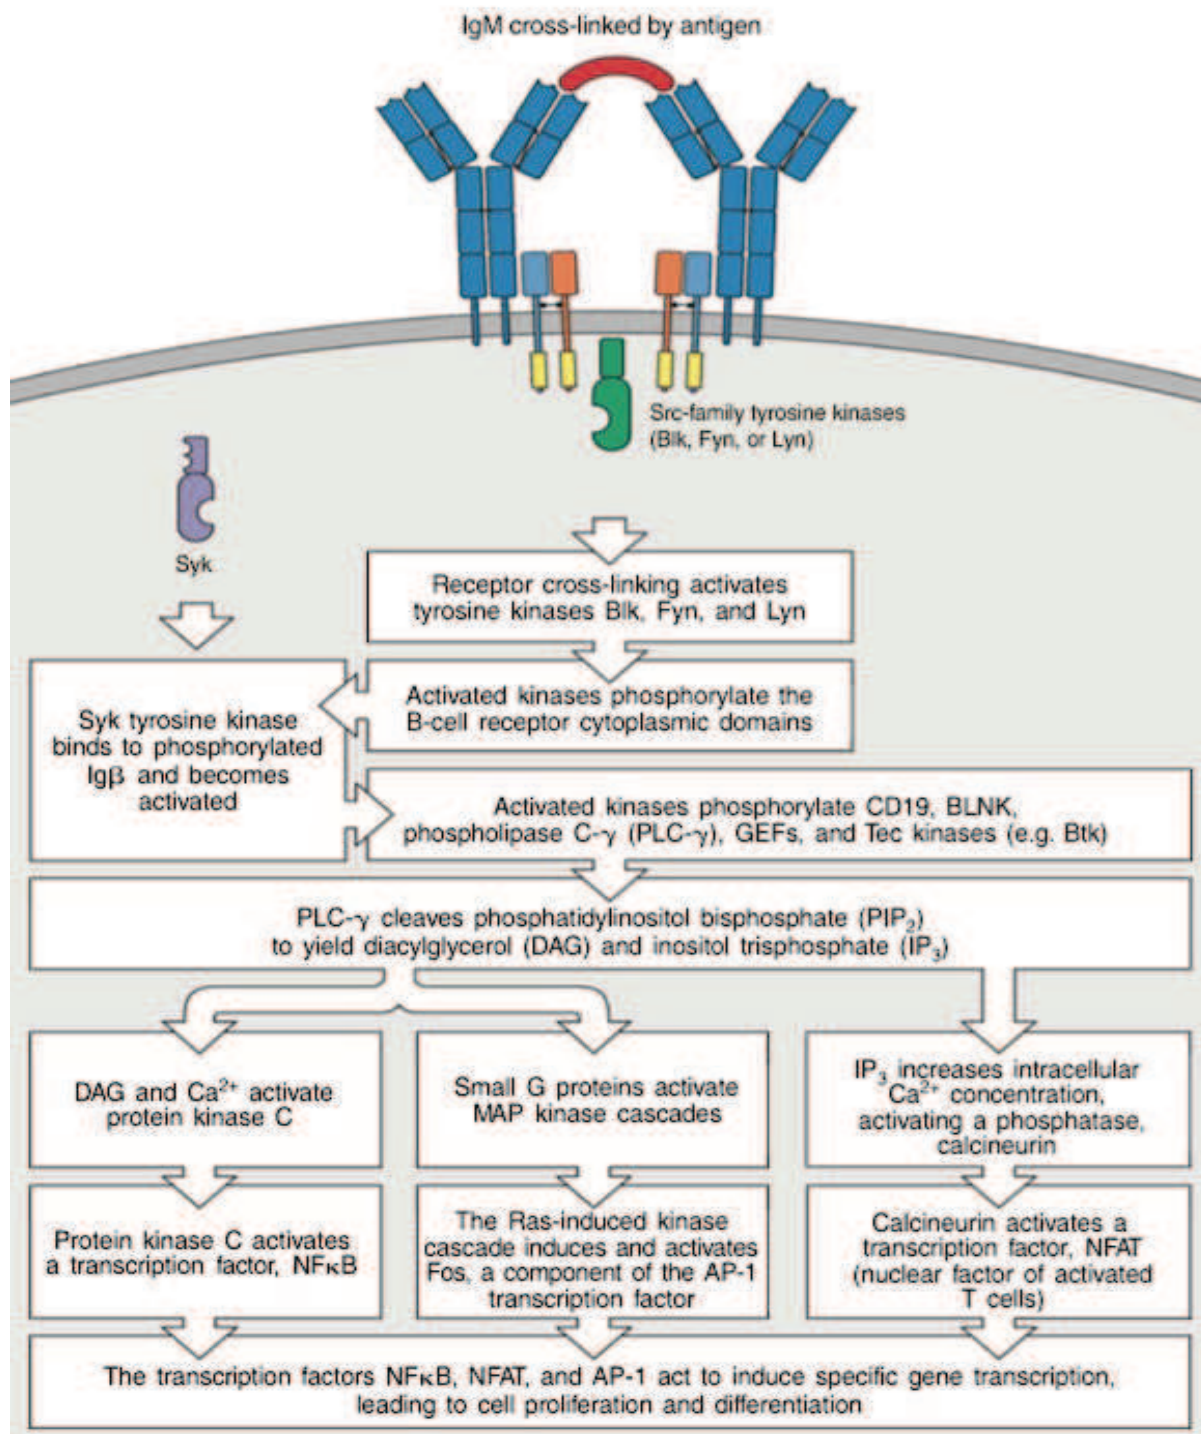 IgM cross-linked by antigen
Src-family tyrosine kinases
(Blk, Fyn, or Lyn)
Syk
Receptor cross-linking activates
tyrosine kinases Blk, Fyn, and Lyn
Activated kinases phosphorylate the
B-cell receptor cytoplasmic domains
Syk tyrosine kinase
binds to phosphorylated
Igβ and becomes
activated
Activated kinases phosphorylate CD19, BLNK,
phospholipase C-γ (PLC-γ), GEFs, and Tec kinases (e.g. Btk)
PLC-γ cleaves phosphatidylinositol bisphosphate (PIP₂)
to yield diacylglycerol (DAG) and inositol trisphosphate (IP₃)
DAG and Ca²⁺ activate
protein kinase C
Small G proteins activate
MAP kinase cascades
IP₃ increases intracellular
Ca²⁺ concentration,
activating a phosphatase,
calcineurin
Protein kinase C activates
a transcription factor, NFκB
The Ras-induced kinase
cascade induces and activates
Fos, a component of the AP-1
transcription factor
Calcineurin activates a
transcription factor, NFAT
(nuclear factor of activated
T cells)
The transcription factors NFκB, NFAT, and AP-1 act to induce specific gene transcription,
leading to cell proliferation and differentiation